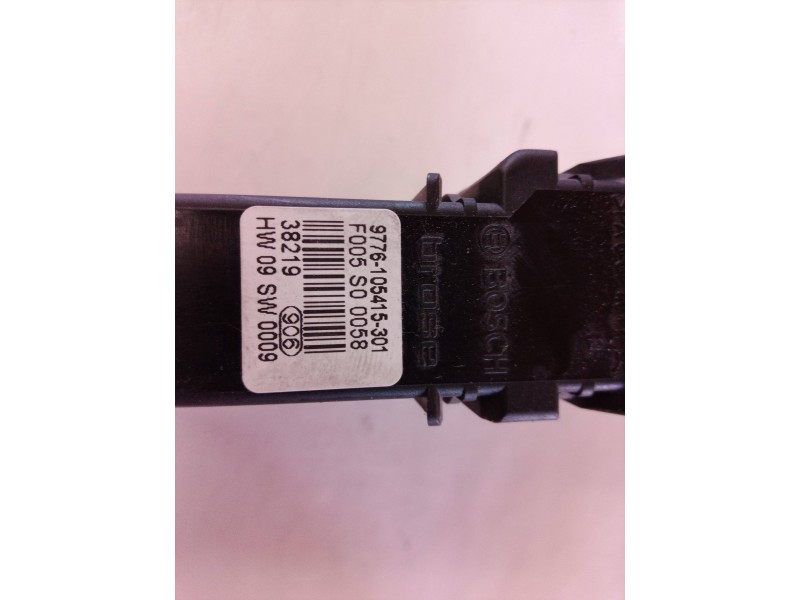 9776-105415-301
F005 S0 0058
38219 906
HW 09 SW 0009
brose
BOSCH